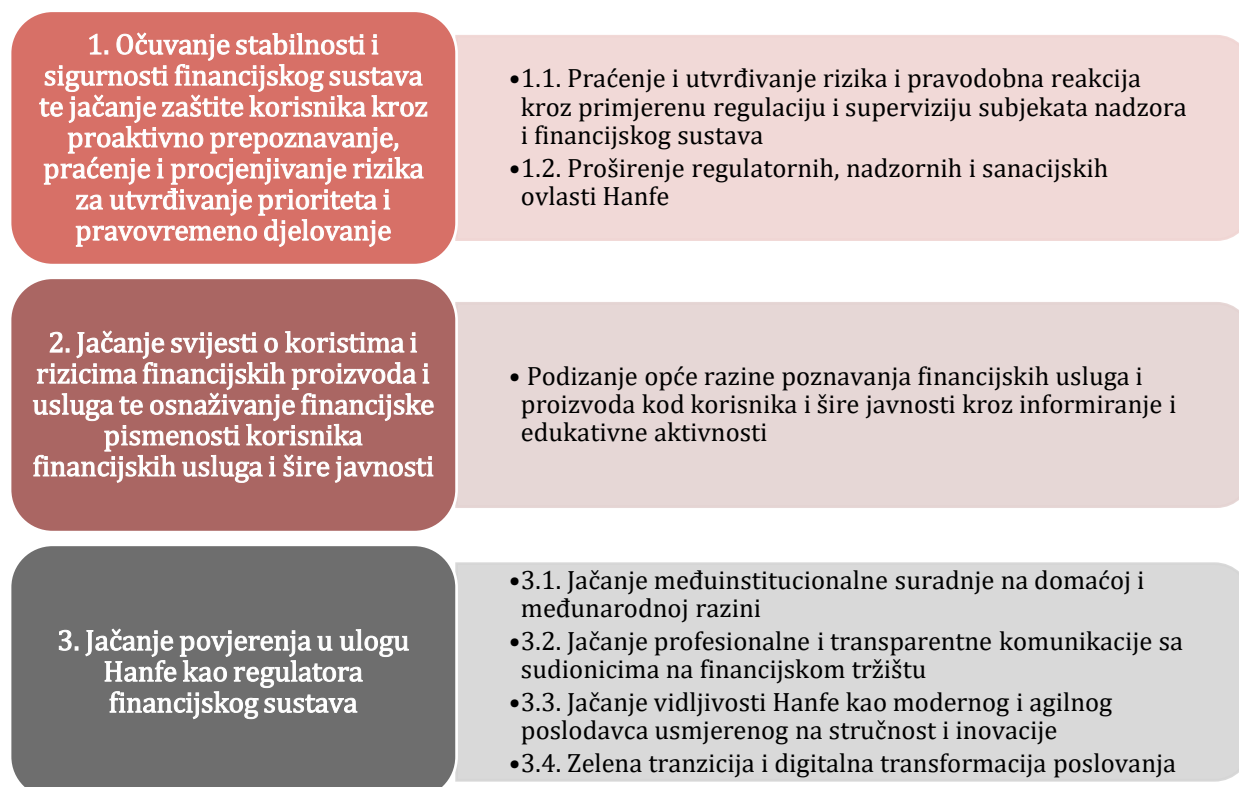 1. Očuvanje stabilnosti i
sigurnosti financijskog sustava
te jačanje zaštite korisnika kroz
proaktivno prepoznavanje,
praćenje i procjenjivanje rizika
za utvrđivanje prioriteta i
pravovremeno djelovanje
•1.1. Praćenje i utvrđivanje rizika i pravodobna reakcija
kroz primjerenu regulaciju i superviziju subjekata nadzora
i financijskog sustava
•1.2. Proširenje regulatornih, nadzornih i sanacijskih
ovlasti Hanfe
2. Jačanje svijesti o koristima i
rizicima financijskih proizvoda i
usluga te osnaživanje financijske
pismenosti korisnika
financijskih usluga i šire javnosti
• Podizanje opće razine poznavanja financijskih usluga i
proizvoda kod korisnika i šire javnosti kroz informiranje i
edukativne aktivnosti
3. Jačanje povjerenja u ulogu
Hanfe kao regulatora
financijskog sustava
•3.1. Jačanje međuinstitucionalne suradnje na domaćoj i
međunarodnoj razini
•3.2. Jačanje profesionalne i transparentne komunikacije sa
sudionicima na financijskom tržištu
•3.3. Jačanje vidljivosti Hanfe kao modernog i agilnog
poslodavca usmjerenog na stručnost i inovacije
•3.4. Zelena tranzicija i digitalna transformacija poslovanja